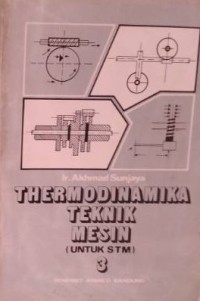 Ir. Akhmad Sunjaya
THERMODINAMIKA
TEKNIK
MESIN
(UNTUK STM)
3